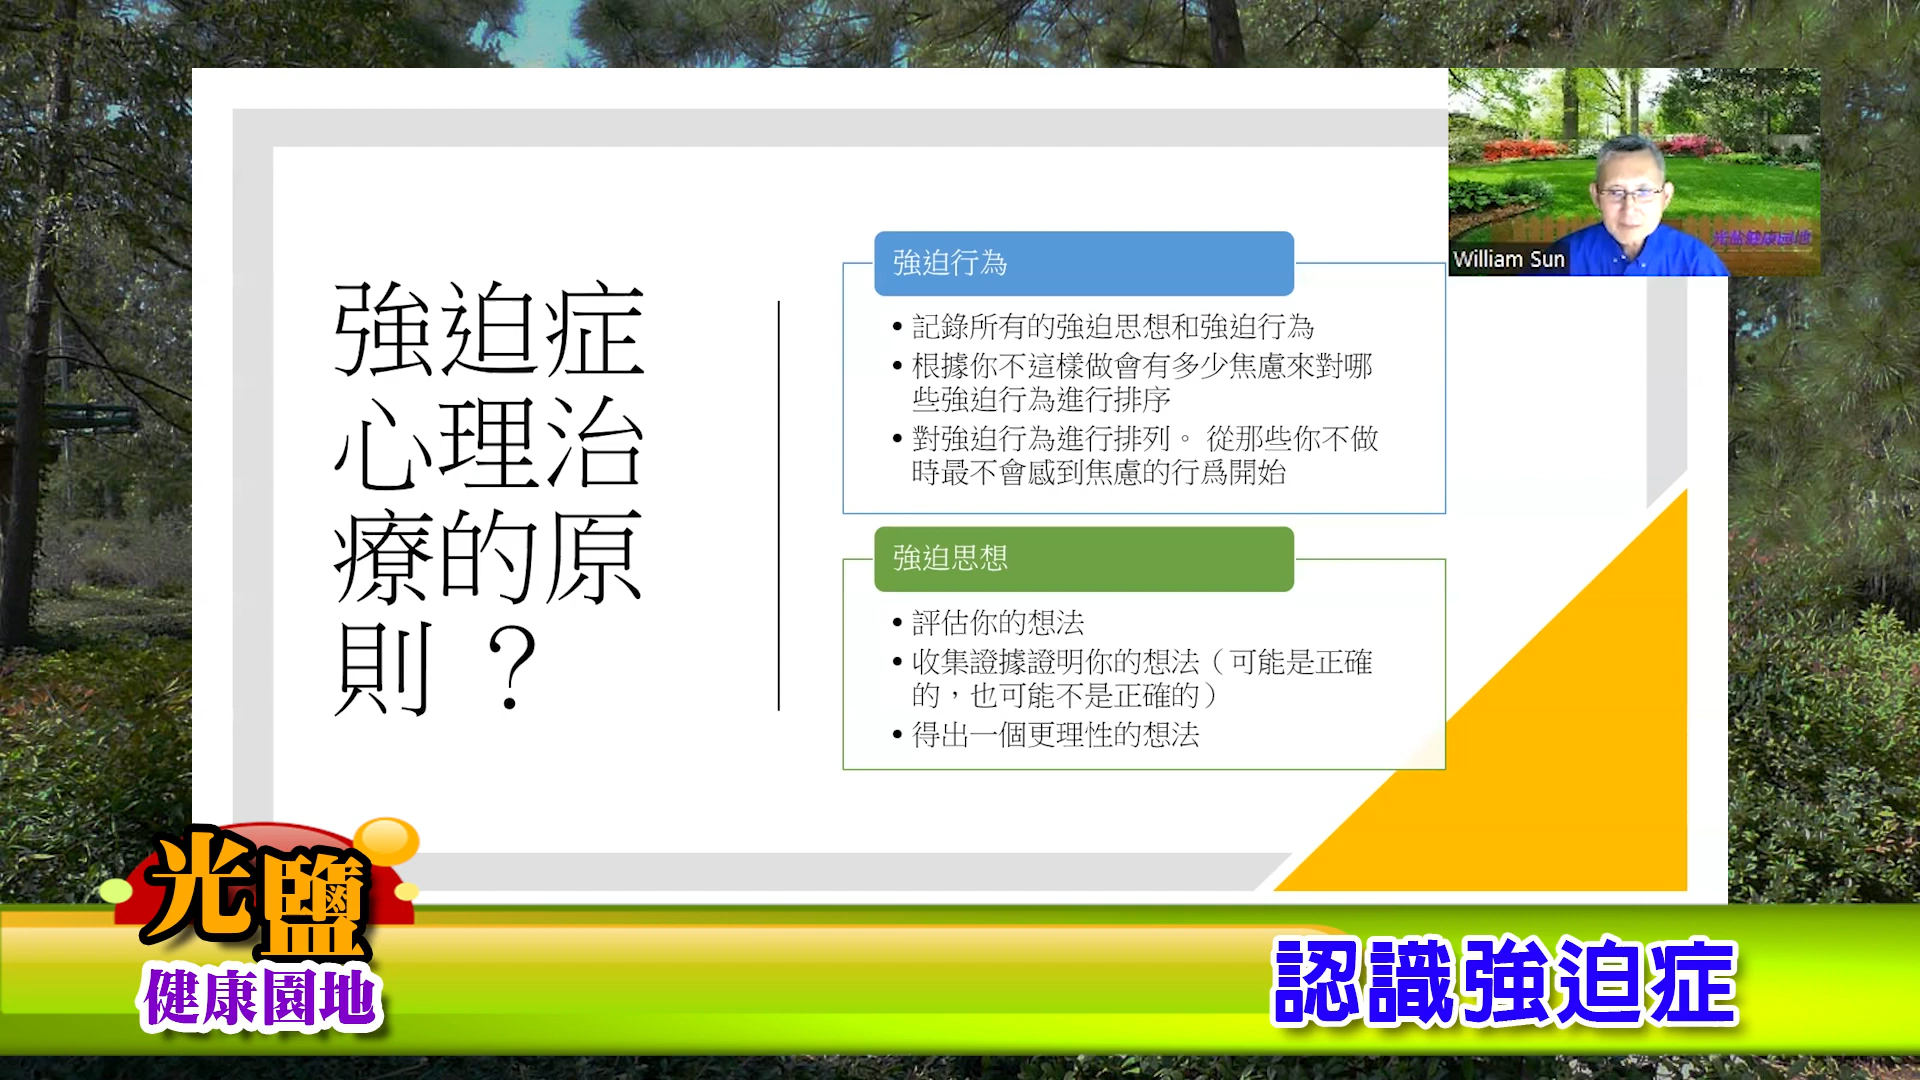 強迫症
心理治
療的原
則 ？
強迫行為
• 記錄所有的強迫思想和強迫行為
• 根據你不這樣做會有多少焦慮來對哪
些強迫行為進行排序
• 對強迫行為進行排列。 從那些你不做
時最不會感到焦慮的行爲開始
強迫思想
• 評估你的想法
• 收集證據證明你的想法（可能是正確
的，也可能不是正確的）
• 得出一個更理性的想法
光盐健康園地
William Sun
光鹽
健康園地
認識強迫症